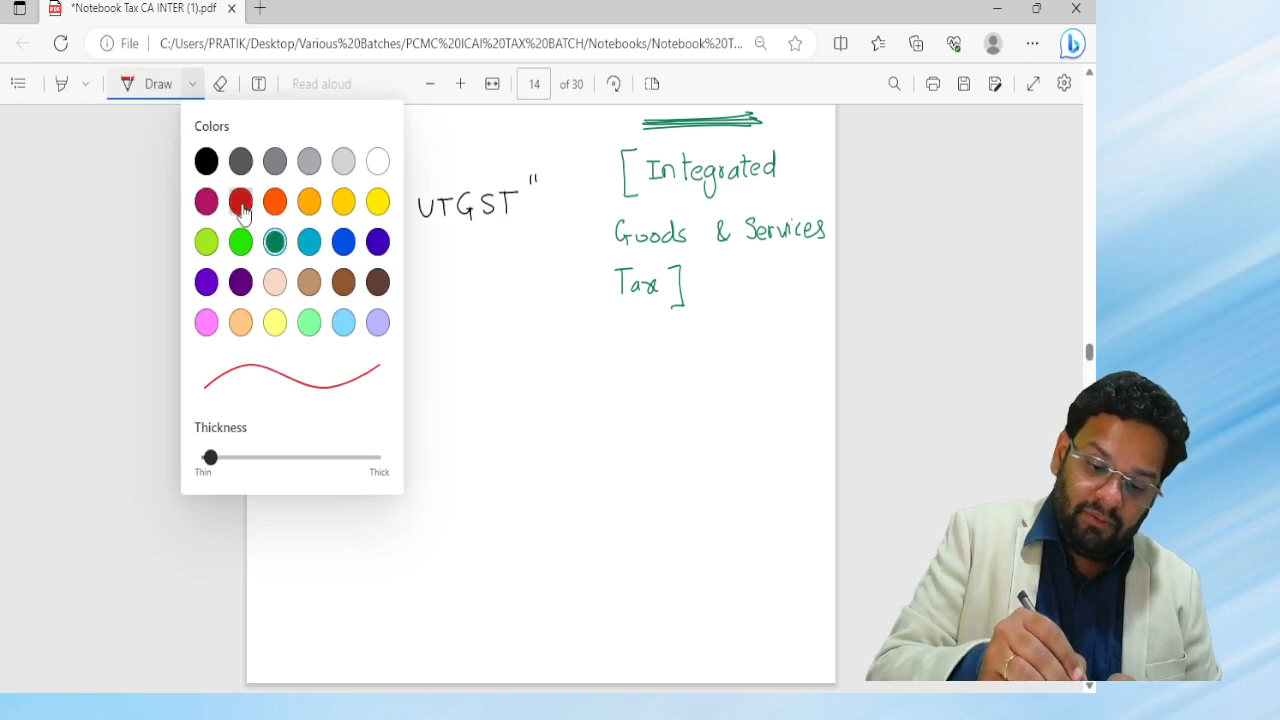 *Notebook Tax CA INTER (1).pdf
File
C:/Users/PRATIK/Desktop/Various%20Batches/PCMC%20ICAI%20TAX%20BATCH/Notebooks/Notebook%20T...
Draw
Read aloud
14 of 30
Colors
Thickness
Thin Thick
UTGST"
[Integrated
Goods & Services
Tax]